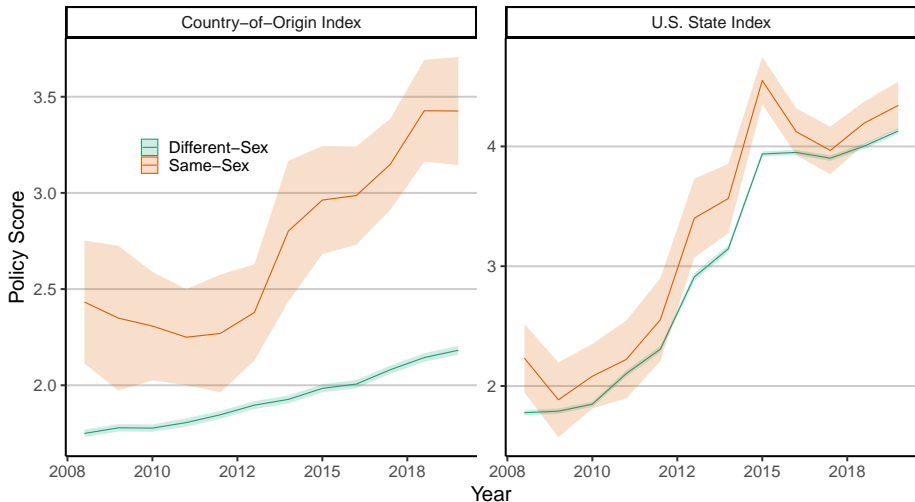 Country−of−Origin Index
U.S. State Index
Policy Score
3.5
3.0
2.5
2.0
Different−Sex
Same−Sex
4
3
2
2008
2010
2012
2015
2018
2008
2010
2012
2015
2018
Year